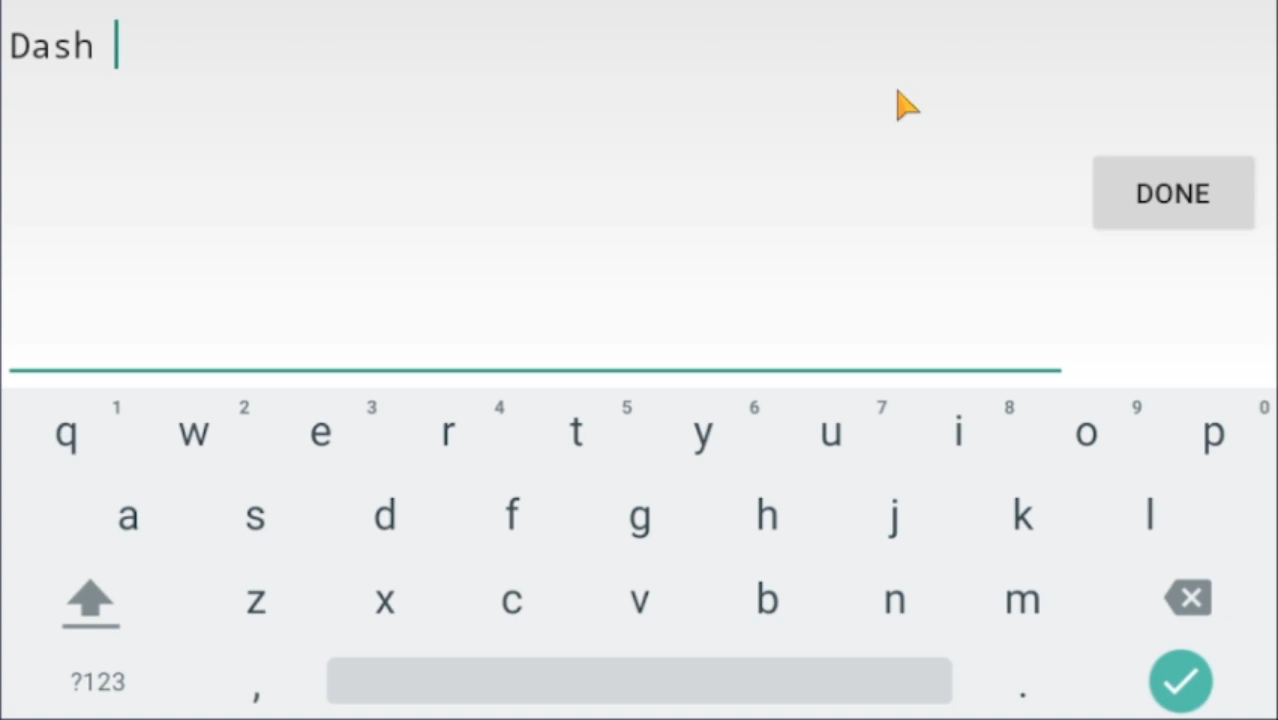 Dash
DONE
1 2 3 4 5 6 7 8 9 0
q w e r t y u i o p
a s d f g h j k l
z x c v b n m
?123 , .